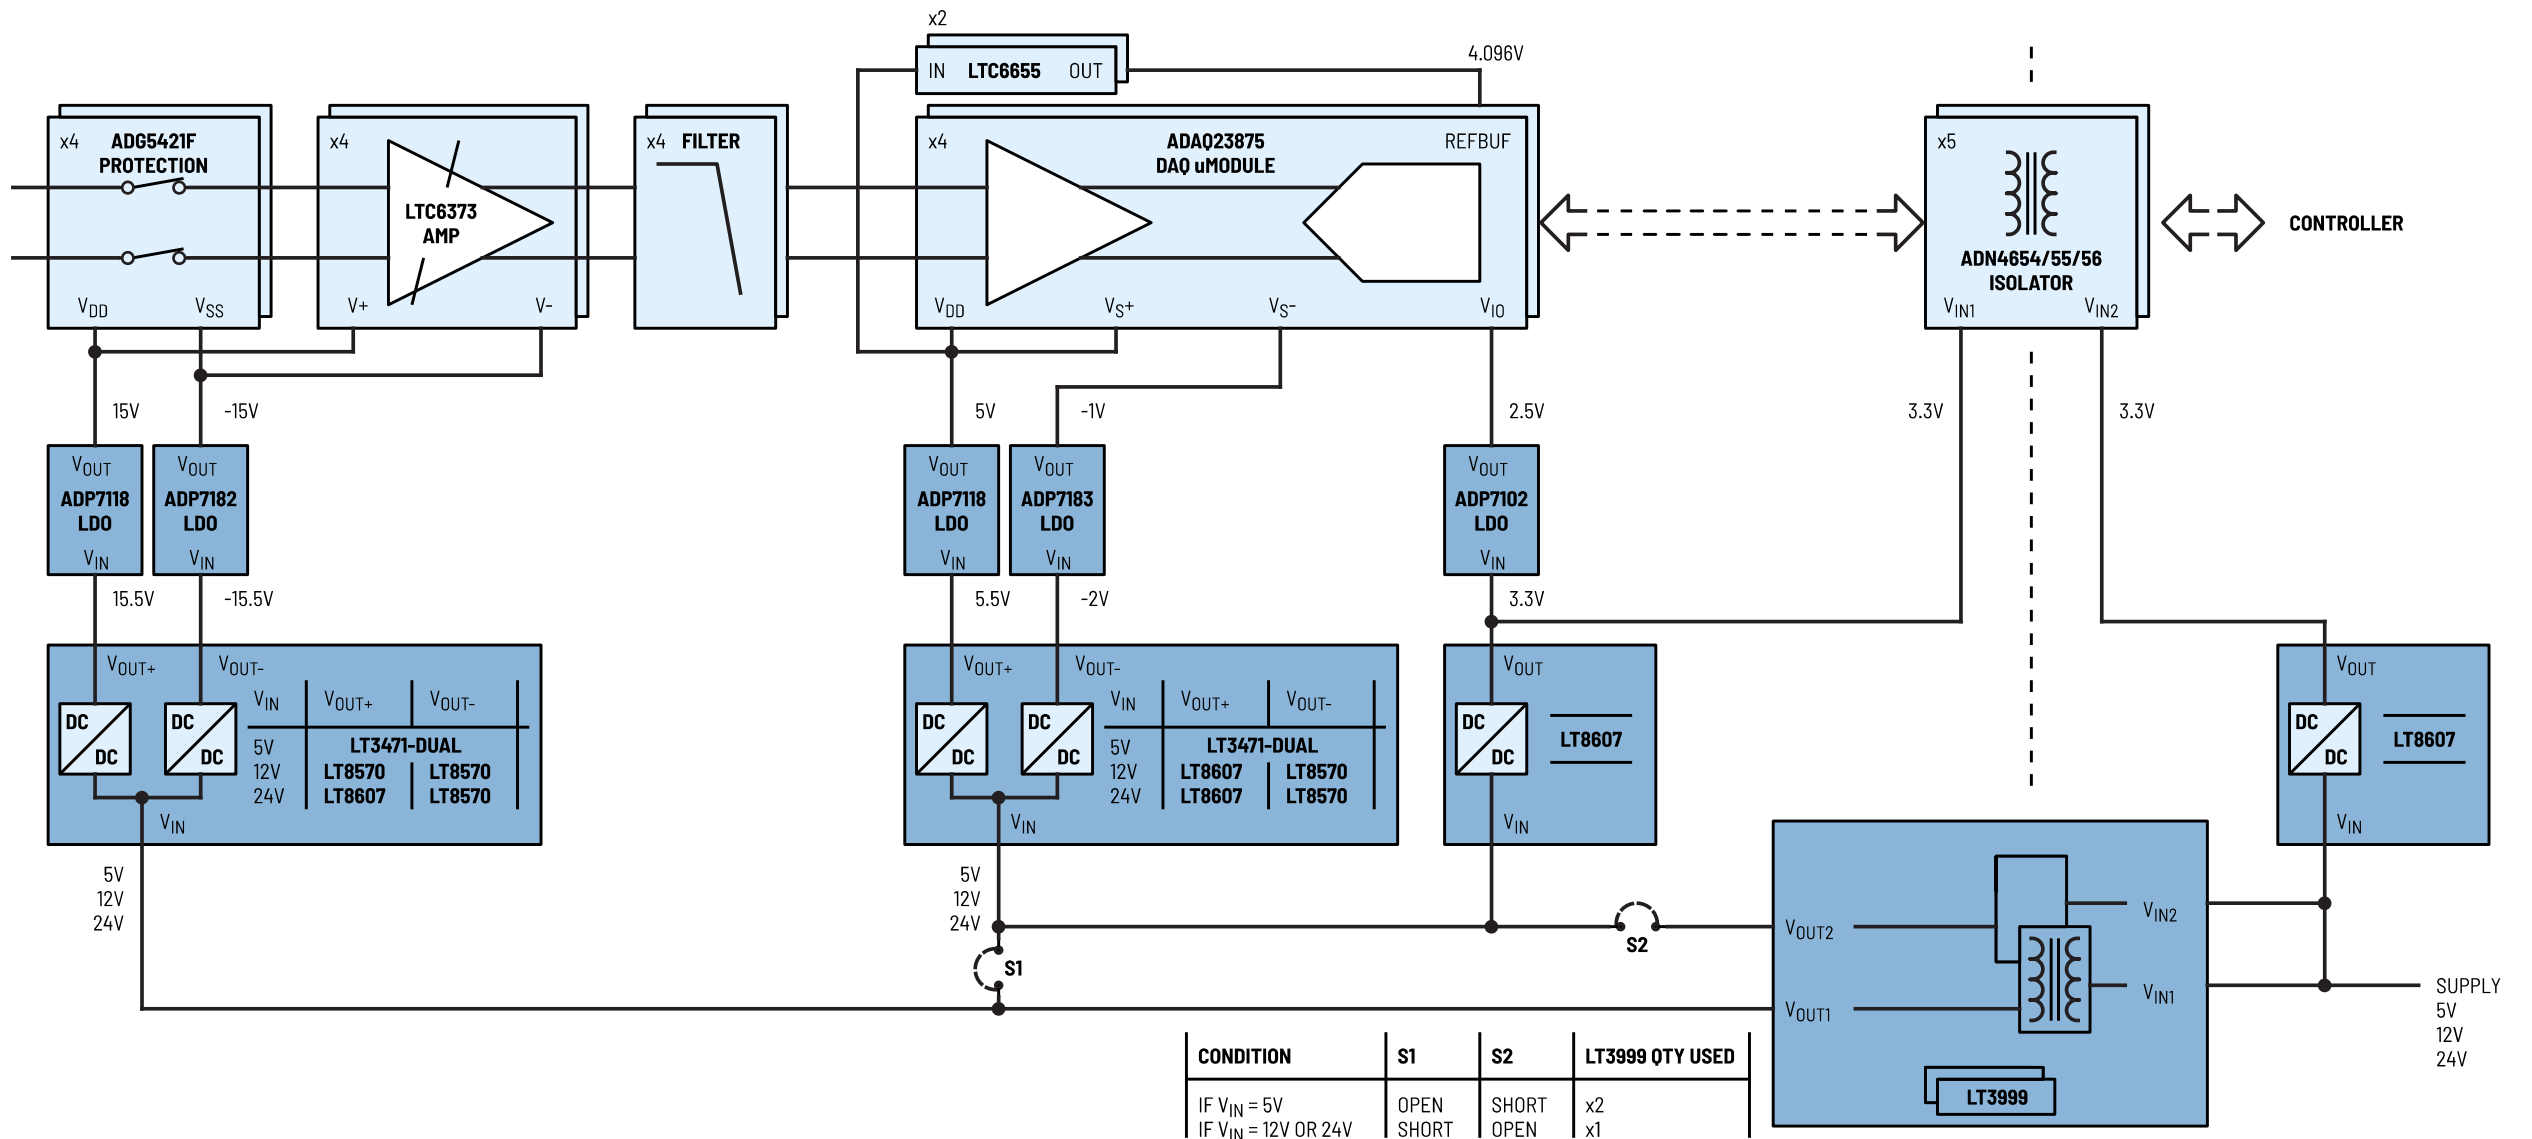 x2
IN LTC6655 OUT
4.096V
x4 ADG5421F
PROTECTION
VDD VSS
x4
LTC6373
AMP
V+ V-
x4 FILTER
x4 ADAQ23875 REFBUF
DAQ uMODULE
VDD VS+ VS- VIO
x5
ADN4654/55/56
ISOLATOR
VIN1 VIN2
CONTROLLER
15V -15V 5V -1V 2.5V 3.3V 3.3V
VOUT
ADP7118
LDO
VIN
VOUT
ADP7182
LDO
VIN
VOUT
ADP7118
LDO
VIN
VOUT
ADP7183
LDO
VIN
VOUT
ADP7102
LDO
VIN
15.5V -15.5V 5.5V -2V 3.3V
VOUT+ VOUT-
DC
DC
DC
DC
VIN VOUT+ VOUT-
5V LT3471-DUAL
12V LT8570 LT8570
24V LT8607 LT8570
VIN
VOUT+ VOUT-
DC
DC
DC
DC
VIN VOUT+ VOUT-
5V LT3471-DUAL
12V LT8607 LT8570
24V LT8607 LT8570
VIN
VOUT
DC
DC
LT8607
VIN
VOUT
DC
DC
LT8607
VIN
5V
12V
24V
5V
12V
24V
S1
S2
VOUT2 VIN2
VOUT1 VIN1
LT3999
SUPPLY
5V
12V
24V
CONDITION S1 S2 LT3999 QTY USED
IF VIN = 5V OPEN SHORT x2
IF VIN = 12V OR 24V SHORT OPEN x1